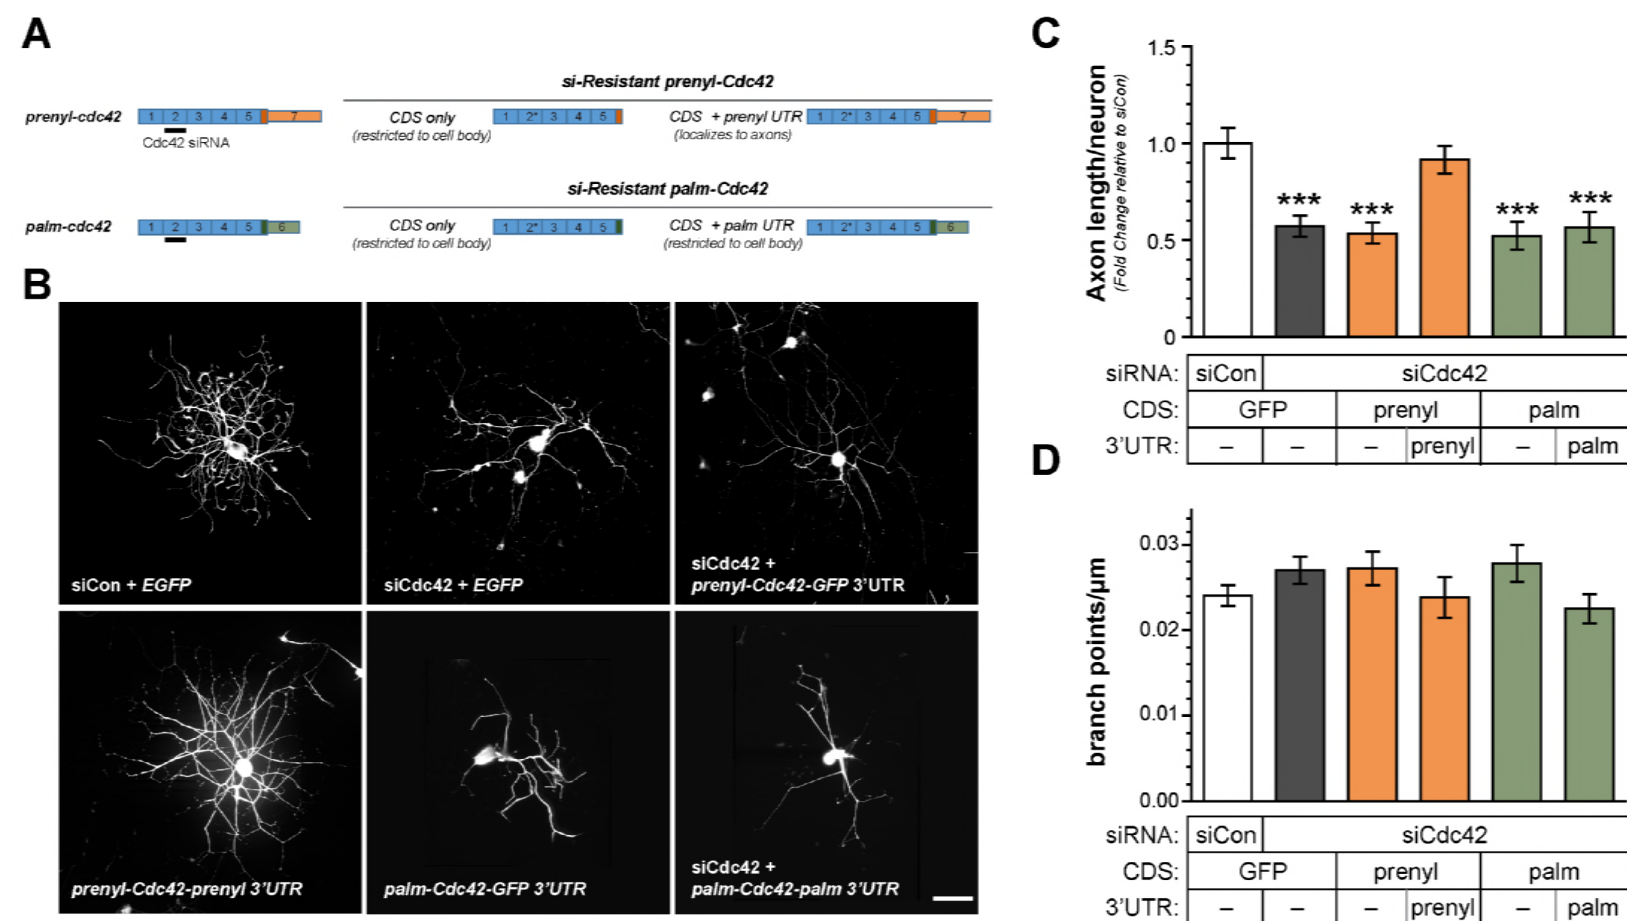 A
si-Resistant prenyl-Cdc42
prenyl-cdc42 1 2 3 4 5 7 CDS only 1 2* 3 4 5 CDS + prenyl UTR 1 2* 3 4 5 7
(restricted to cell body) (localizes to axons)
Cdc42 siRNA
si-Resistant palm-Cdc42
palm-cdc42 1 2 3 4 5 6 CDS only 1 2* 3 4 5 CDS + palm UTR 1 2* 3 4 5 6
(restricted to cell body) (restricted to cell body)
B
siCon + EGFP
siCdc42 + EGFP
siCdc42 +
prenyl-Cdc42-GFP 3'UTR
prenyl-Cdc42-prenyl 3'UTR
palm-Cdc42-GFP 3'UTR
siCdc42 +
palm-Cdc42-palm 3'UTR
C
Axon length/neuron
(Fold Change relative to siCon)
1.5
1.0
0.5
0
*** *** *** ***
siRNA: siCon siCdc42
CDS: GFP prenyl palm
3'UTR: – – – prenyl – palm
D
branch points/µm
0.03
0.02
0.01
0.00
siRNA: siCon siCdc42
CDS: GFP prenyl palm
3'UTR: – – – prenyl – palm